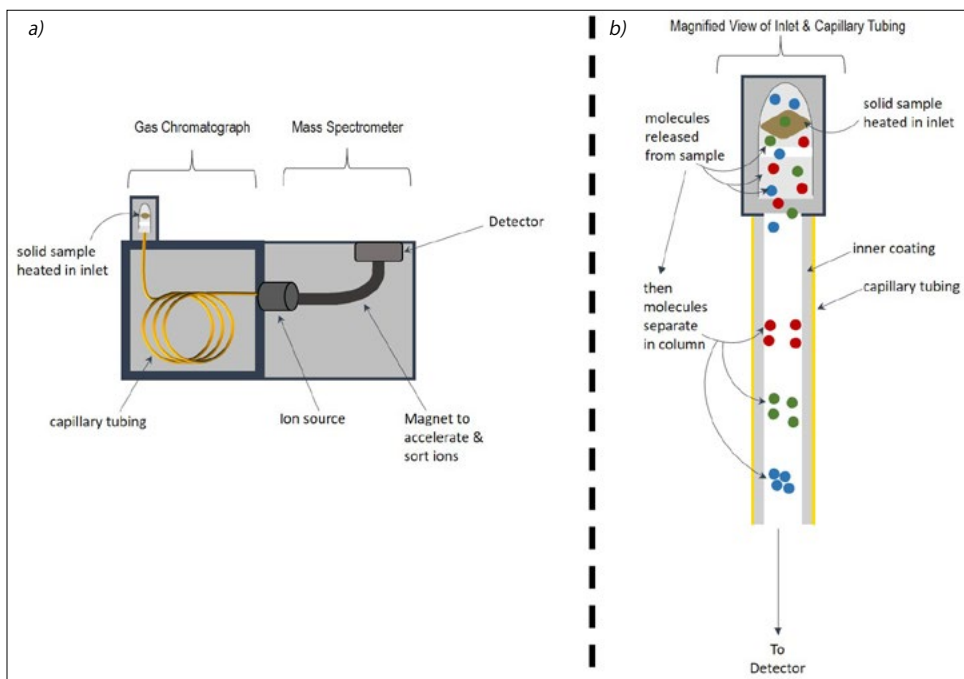 a)
Gas Chromatograph
Mass Spectrometer
solid sample
heated in inlet
Detector
capillary tubing
Ion source
Magnet to
accelerate &
sort ions
b)
Magnified View of Inlet & Capillary Tubing
molecules
released
from sample
solid sample
heated in inlet
then
molecules
separate
in column
inner coating
capillary tubing
To
Detector